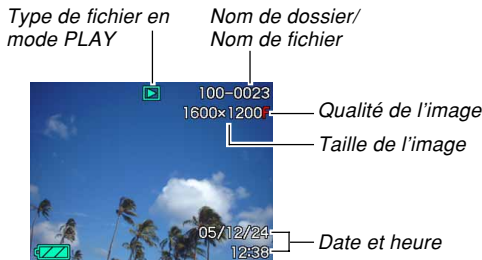 Type de fichier en
mode PLAY
Nom de dossier/
Nom de fichier
100-0023
1600×1200F
Qualité de l'image
Taille de l'image
05/12/24
12:38
Date et heure